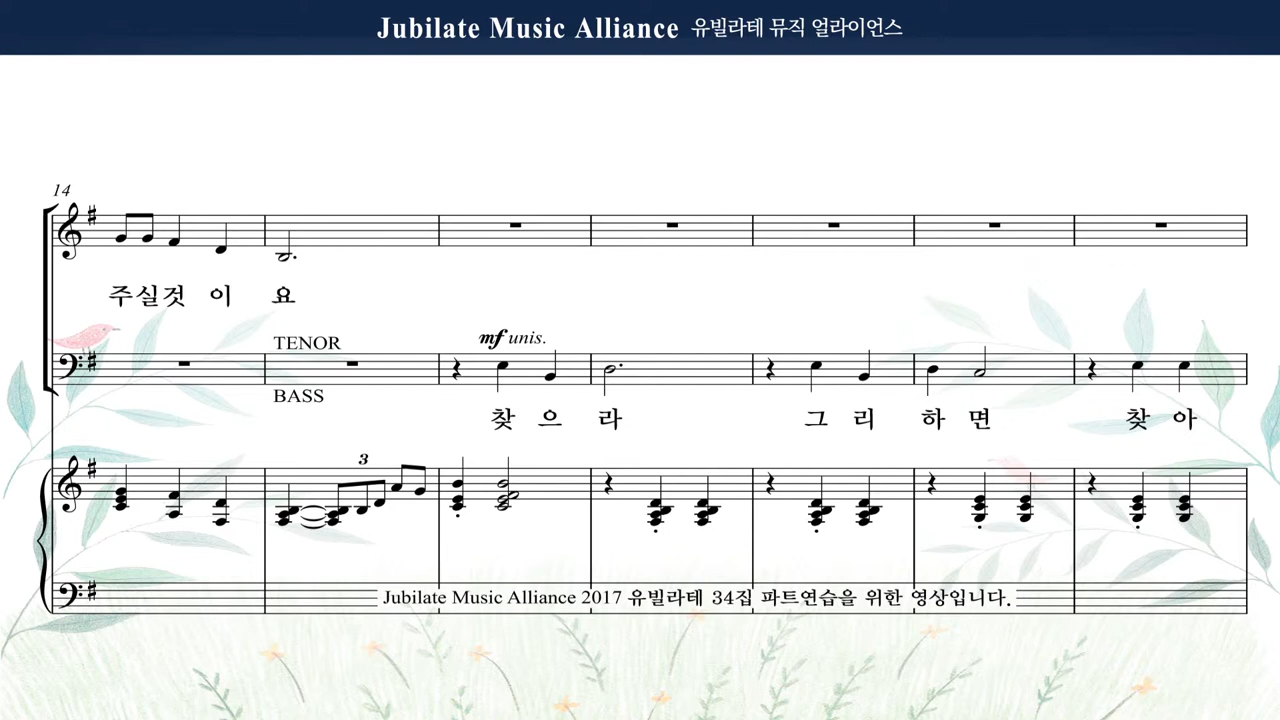 Jubilate Music Alliance 유빌라테 뮤직 얼라이언스
14
주실것 이 요
TENOR
mf unis.
BASS
찾 으 라 그 리 하 면 찾 아
3
Jubilate Music Alliance 2017 유빌라테 34집 파트연습을 위한 영상입니다.